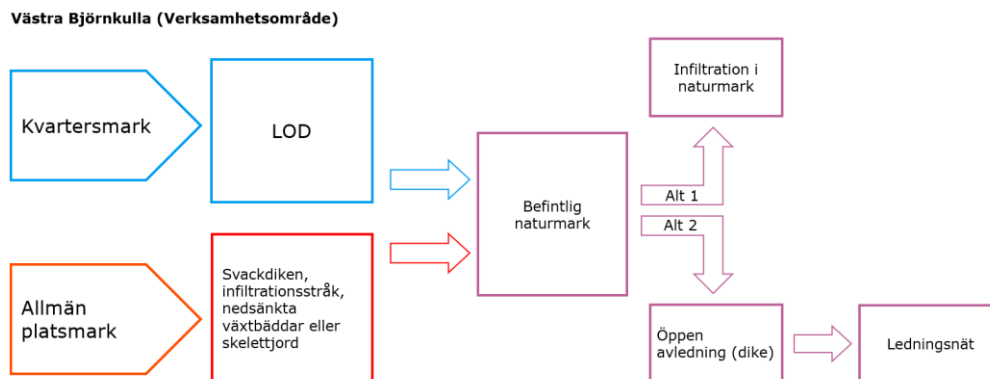 Västra Björnkulla (Verksamhetsområde)
Kvartersmark
LOD
Infiltration i
naturmark
Befintlig
naturmark
Alt 1
Alt 2
Allmän
platsmark
Svackdiken,
infiltrationsstråk,
nedsänkta
växtbäddar eller
skelettjord
Öppen
avledning (dike)
Ledningsnät